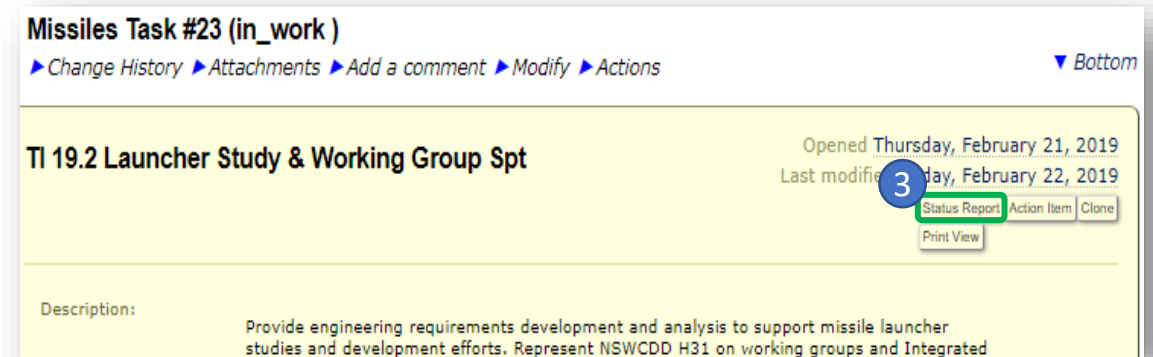 Missiles Task #23 (in_work )
▶Change History ▶Attachments ▶Add a comment ▶Modify ▶Actions
▼ Bottom
TI 19.2 Launcher Study & Working Group Spt
Opened Thursday, February 21, 2019
Last modifie day, February 22, 2019
3
Status Report Action Item Clone
Print View
Description:
Provide engineering requirements development and analysis to support missile launcher
studies and development efforts. Represent NSWCDD H31 on working groups and Integrated